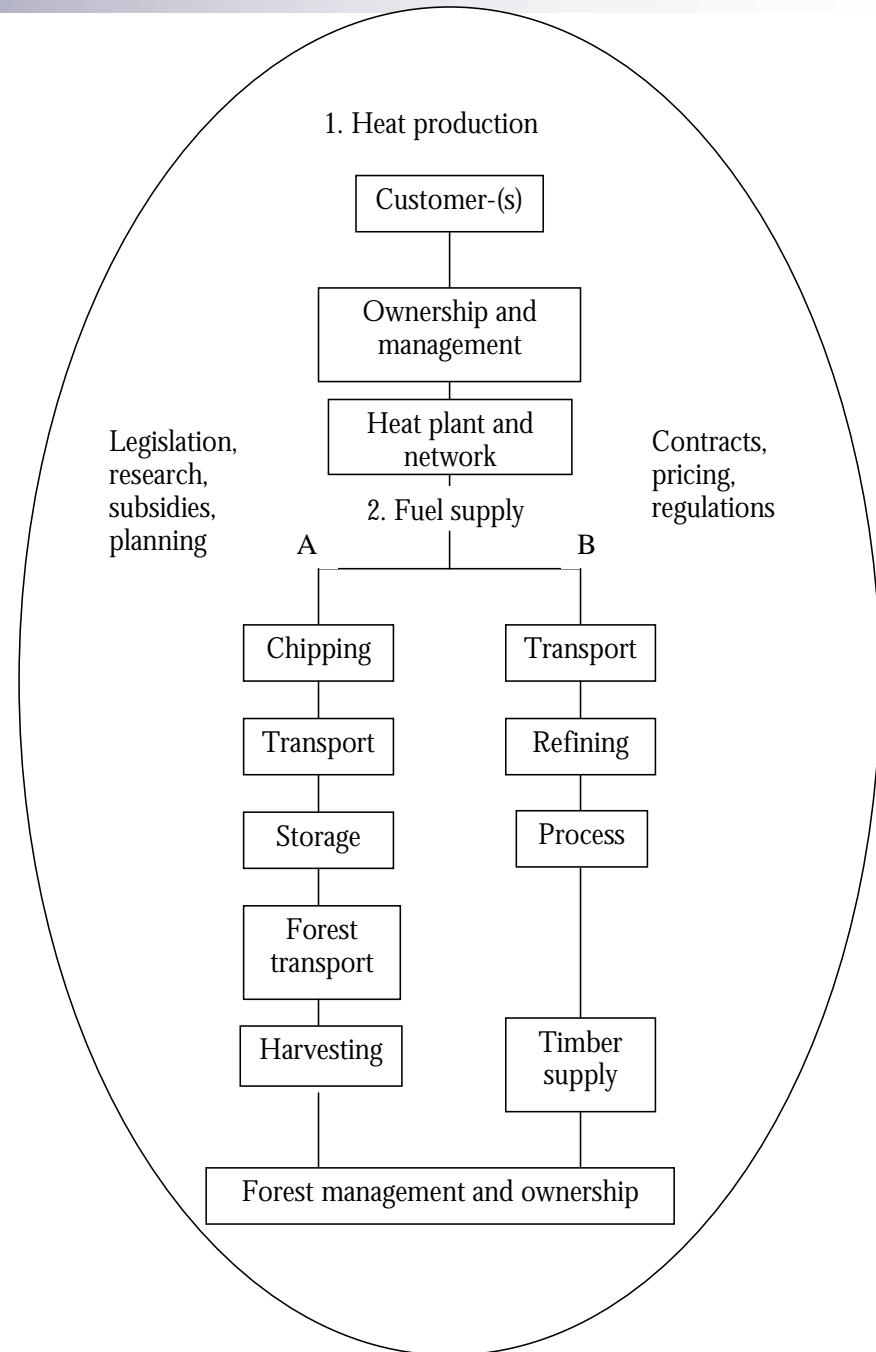 1. Heat production
Customer-(s)
Ownership and
management
Heat plant and
network
Legislation,
research,
subsidies,
planning
Contracts,
pricing,
regulations
2. Fuel supply
A
B
Chipping
Transport
Storage
Forest
transport
Harvesting
Transport
Refining
Process
Timber
supply
Forest management and ownership